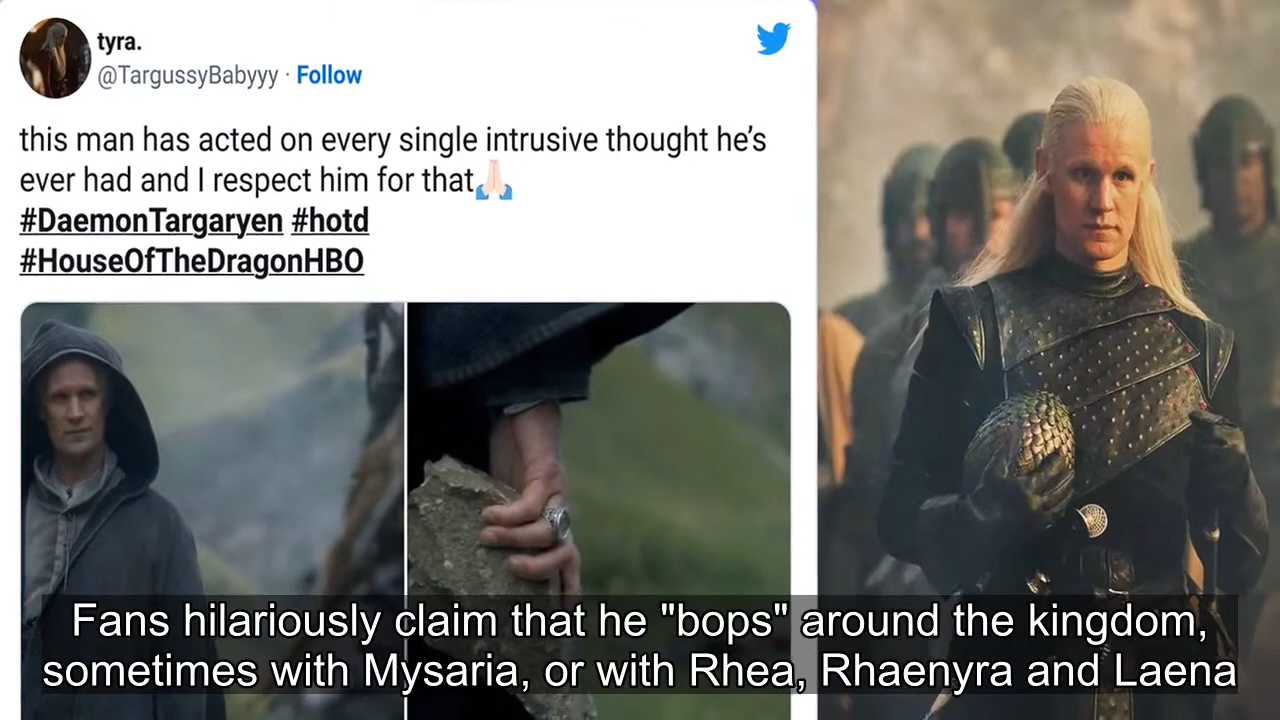 tyra.
@TargussyBabyyy · Follow
this man has acted on every single intrusive thought he’s
ever had and I respect him for that🙏🏻
#DaemonTargaryen #hotd
#HouseOfTheDragonHBO
Fans hilariously claim that he "bops" around the kingdom,
sometimes with Mysaria, or with Rhea, Rhaenyra and Laena